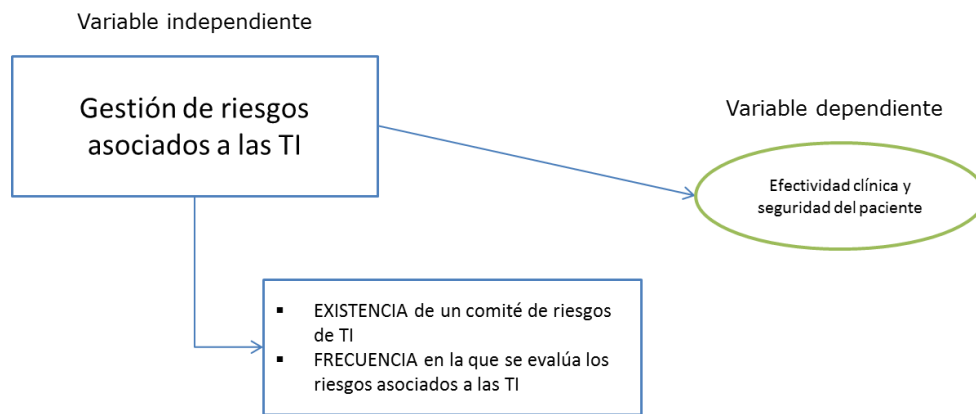 Variable independiente
Gestión de riesgos
asociados a las TI
Variable dependiente
Efectividad clínica y
seguridad del paciente
▪ EXISTENCIA de un comité de riesgos
de TI
▪ FRECUENCIA en la que se evalúa los
riesgos asociados a las TI